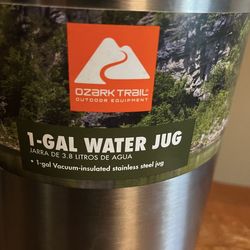 OZARK TRAIL
OUTDOOR EQUIPMENT
1-GAL WATER JUG
JARRA DE 3.8 LITROS DE AGUA
• 1-gal Vacuum-insulated stainless steel jug